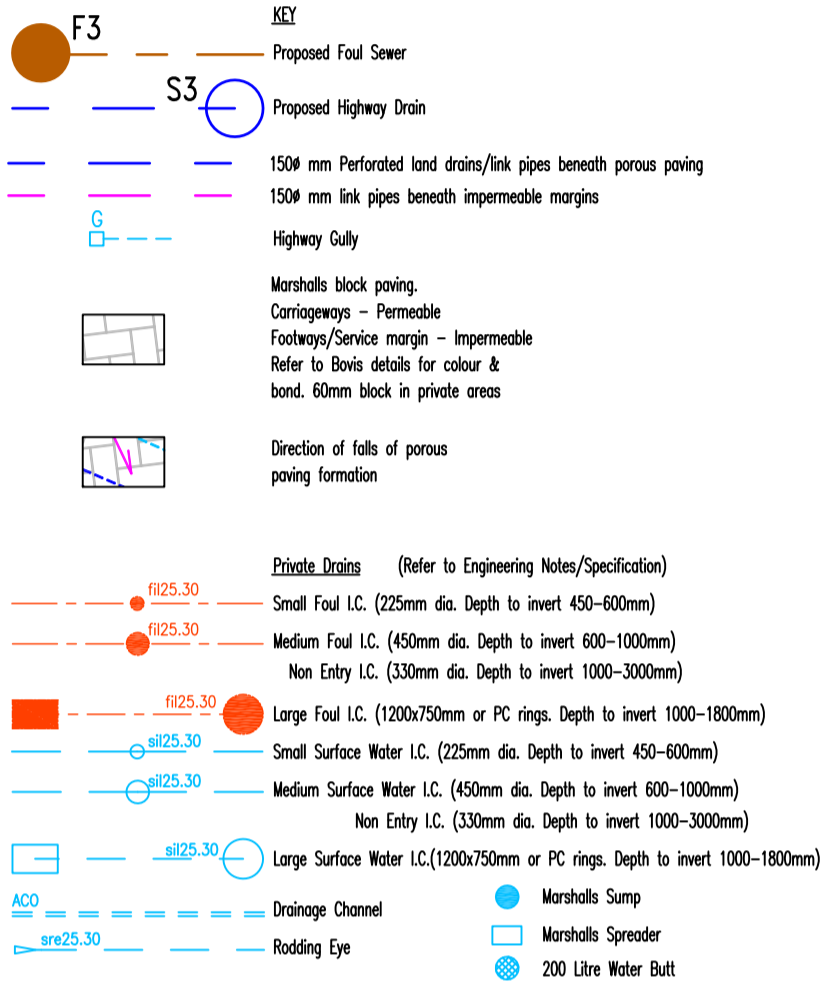 KEY
F3
Proposed Foul Sewer
S3
Proposed Highway Drain
150ø mm Perforated land drains/link pipes beneath porous paving
150ø mm link pipes beneath impermeable margins
G
Highway Gully
Marshalls block paving.
Carriageways – Permeable
Footways/Service margin – Impermeable
Refer to Bovis details for colour &
bond. 60mm block in private areas
Direction of falls of porous
paving formation
Private Drains (Refer to Engineering Notes/Specification)
fil25.30
Small Foul I.C. (225mm dia. Depth to invert 450–600mm)
fil25.30
Medium Foul I.C. (450mm dia. Depth to invert 600–1000mm)
Non Entry I.C. (330mm dia. Depth to invert 1000–3000mm)
fil25.30
Large Foul I.C. (1200x750mm or PC rings. Depth to invert 1000–1800mm)
sil25.30
Small Surface Water I.C. (225mm dia. Depth to invert 450–600mm)
sil25.30
Medium Surface Water I.C. (450mm dia. Depth to invert 600–1000mm)
Non Entry I.C. (330mm dia. Depth to invert 1000–3000mm)
sil25.30
Large Surface Water I.C.(1200x750mm or PC rings. Depth to invert 1000–1800mm)
ACO
Drainage Channel
sre25.30
Rodding Eye
Marshalls Sump
Marshalls Spreader
200 Litre Water Butt